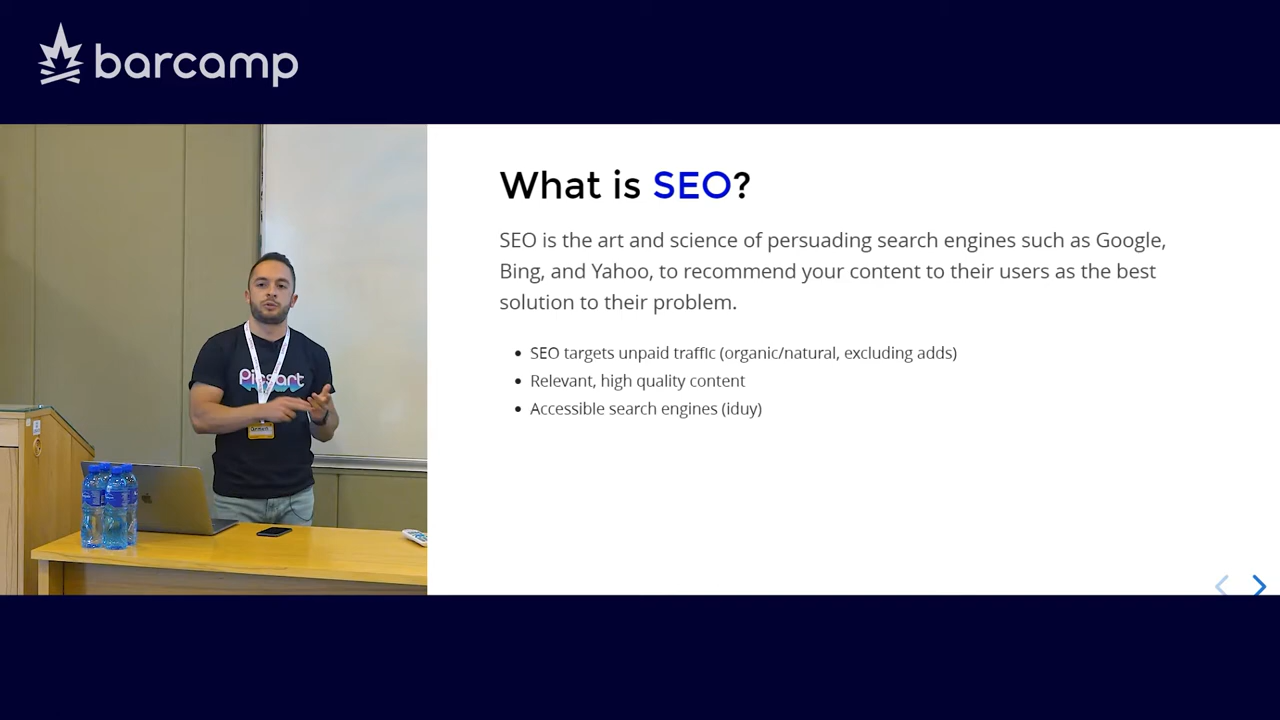 barcamp
What is SEO?
SEO is the art and science of persuading search engines such as Google,
Bing, and Yahoo, to recommend your content to their users as the best
solution to their problem.
SEO targets unpaid traffic (organic/natural, excluding adds)
Relevant, high quality content
Accessible search engines (iduy)
Picsart